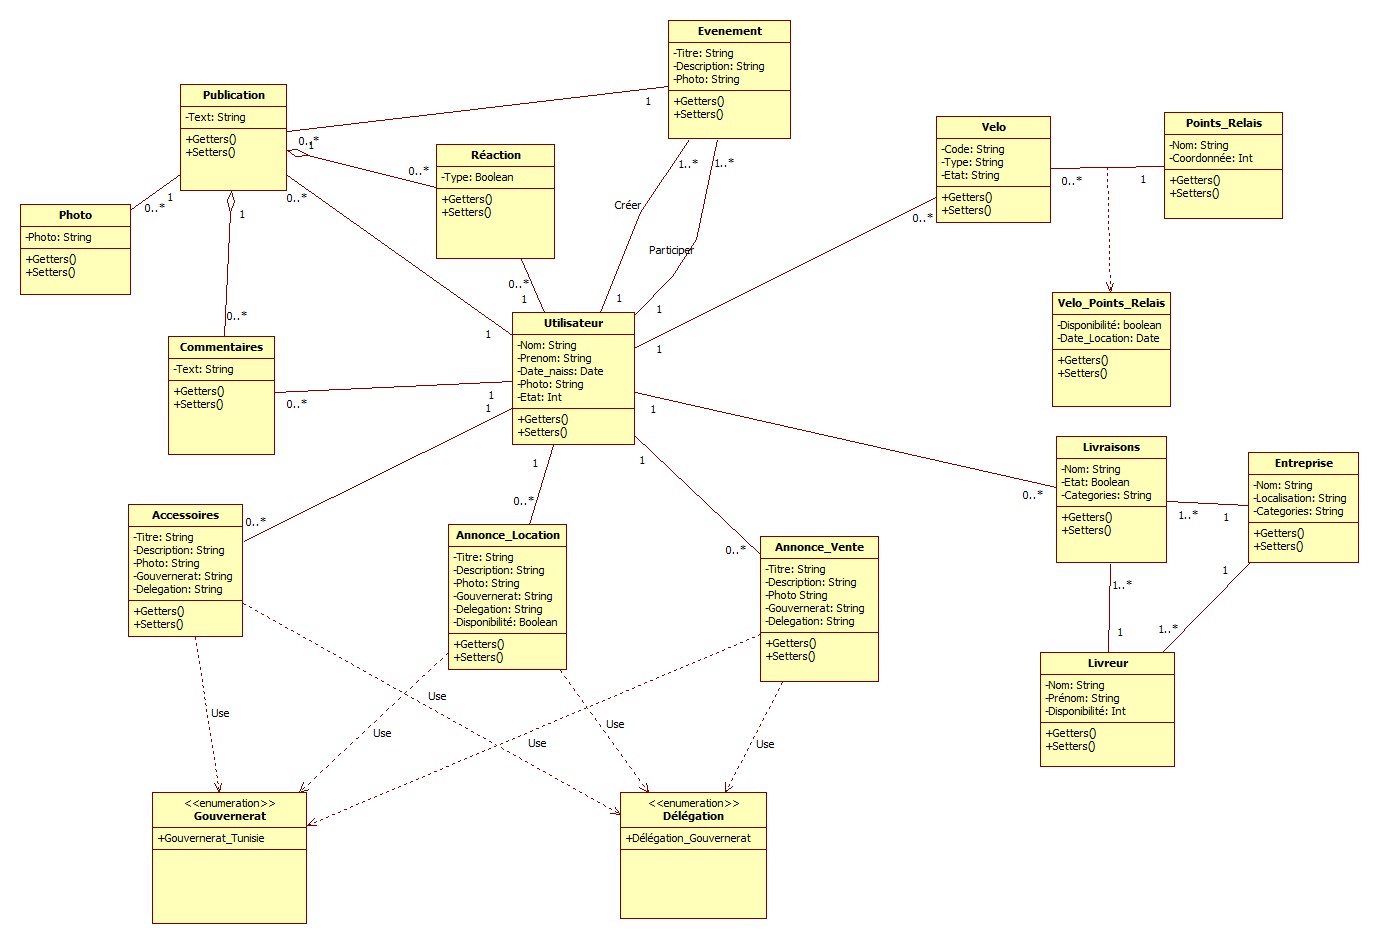 Evenement
-Titre: String
-Description: String
-Photo: String
+Getters()
+Setters()
Publication
-Text: String
+Getters()
+Setters()
1
0..*
1
0..*
0..*
1
0..*
1
Réaction
-Type: Boolean
+Getters()
+Setters()
0..*
1
Photo
-Photo: String
+Getters()
+Setters()
1..*
1..*
Créer
Participer
1
1
Velo
-Code: String
-Type: String
-Etat: String
+Getters()
+Setters()
0..*
1
0..*
Points_Relais
-Nom: String
-Coordonnée: Int
+Getters()
+Setters()
Velo_Points_Relais
-Disponibilité: boolean
-Date_Location: Date
+Getters()
+Setters()
0..*
Commentaires
-Text: String
+Getters()
+Setters()
0..*
Utilisateur
-Nom: String
-Prenom: String
-Date_naiss: Date
-Photo: String
-Etat: Int
+Getters()
+Setters()
1
1
1
1
1
1
1
Livraisons
-Nom: String
-Etat: Boolean
-Categories: String
+Getters()
+Setters()
0..*
1..*
1
Entreprise
-Nom: String
-Localisation: String
-Categories: String
+Getters()
+Setters()
1
1..*
1
1..*
Livreur
-Nom: String
-Prénom: String
-Disponibilité: Int
+Getters()
+Setters()
Accessoires
-Titre: String
-Description: String
-Photo: String
-Gouvernerat: String
-Delegation: String
+Getters()
+Setters()
0..*
0..*
Annonce_Location
-Titre: String
-Description: String
-Photo: String
-Gouvernerat: String
-Delegation: String
-Disponibilité: Boolean
+Getters()
+Setters()
0..*
Annonce_Vente
-Titre: String
-Description: String
-Photo String
-Gouvernerat: String
-Delegation: String
+Getters()
+Setters()
Use
Use
Use
Use
Use
Use
<<enumeration>>
Gouvernerat
+Gouvernerat_Tunisie
<<enumeration>>
Délégation
+Délégation_Gouvernerat